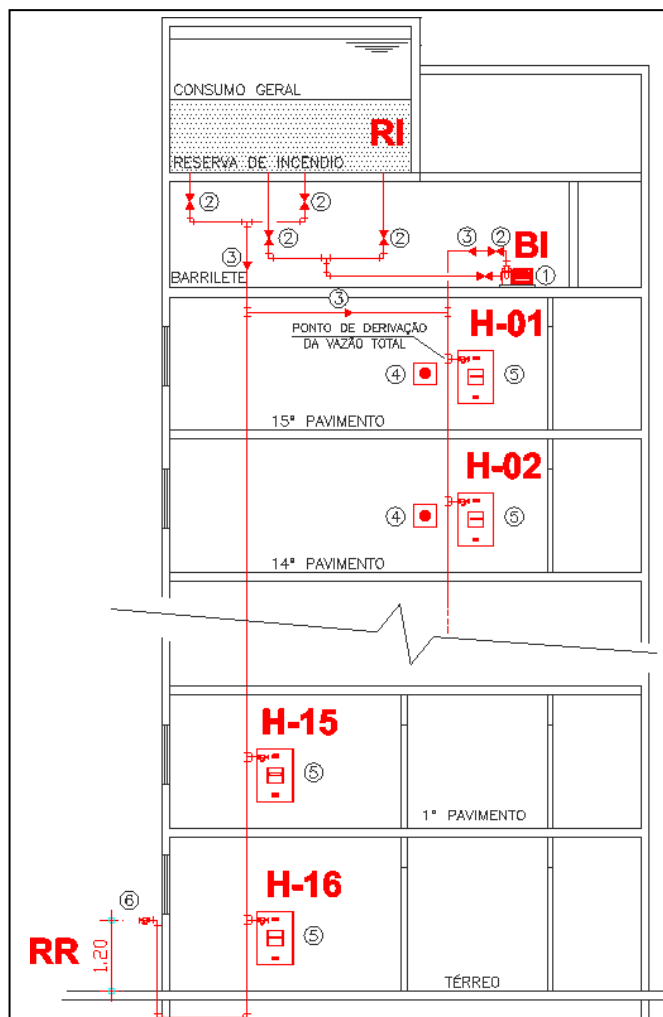 CONSUMO GERAL
RI
RESERVA DE INCENDIO
② ② ② ②
③ ② BI
③ ①
BARRILETE
③
H-01
PONTO DE DERIVAÇÃO
DA VAZÃO TOTAL
④ ⑤
15º PAVIMENTO
H-02
④ ⑤
14º PAVIMENTO
H-15
⑤
1º PAVIMENTO
H-16
⑥
⑤
RR
1.20
TÉRREO